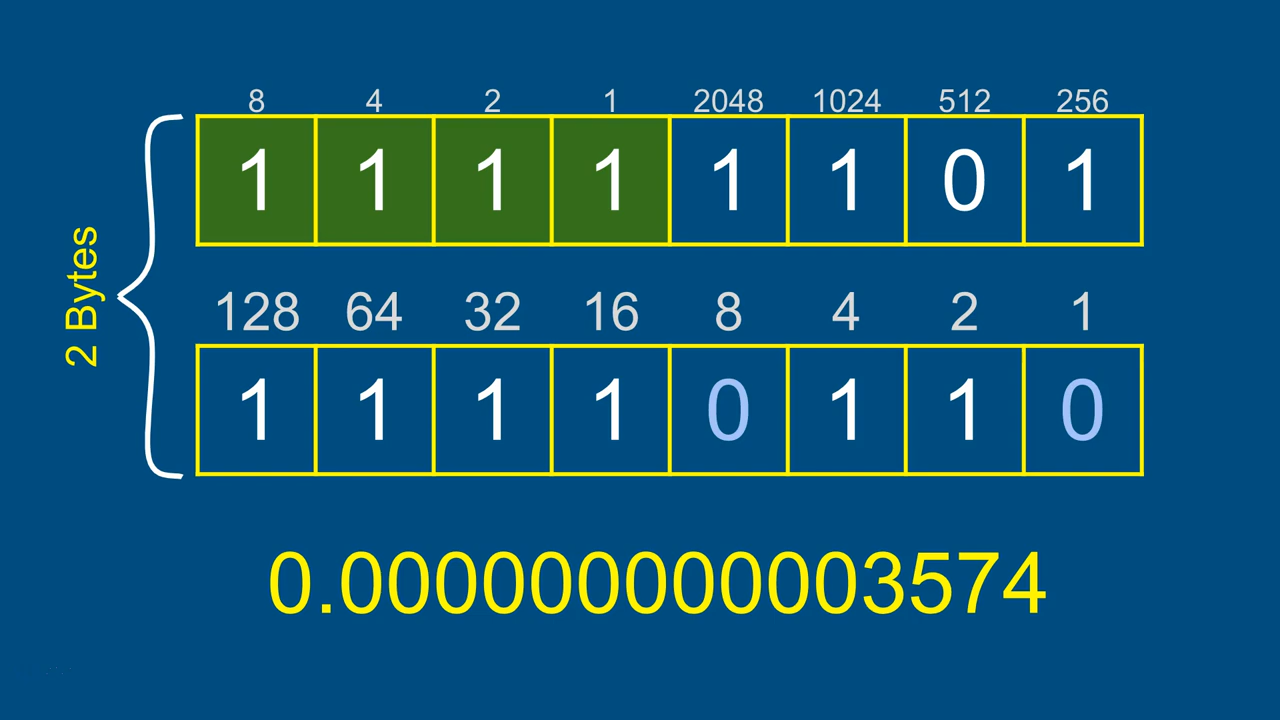 8 4 2 1 2048 1024 512 256
1 1 1 1 1 1 0 1
2 Bytes
128 64 32 16 8 4 2 1
1 1 1 1 0 1 1 0
0.000000000003574